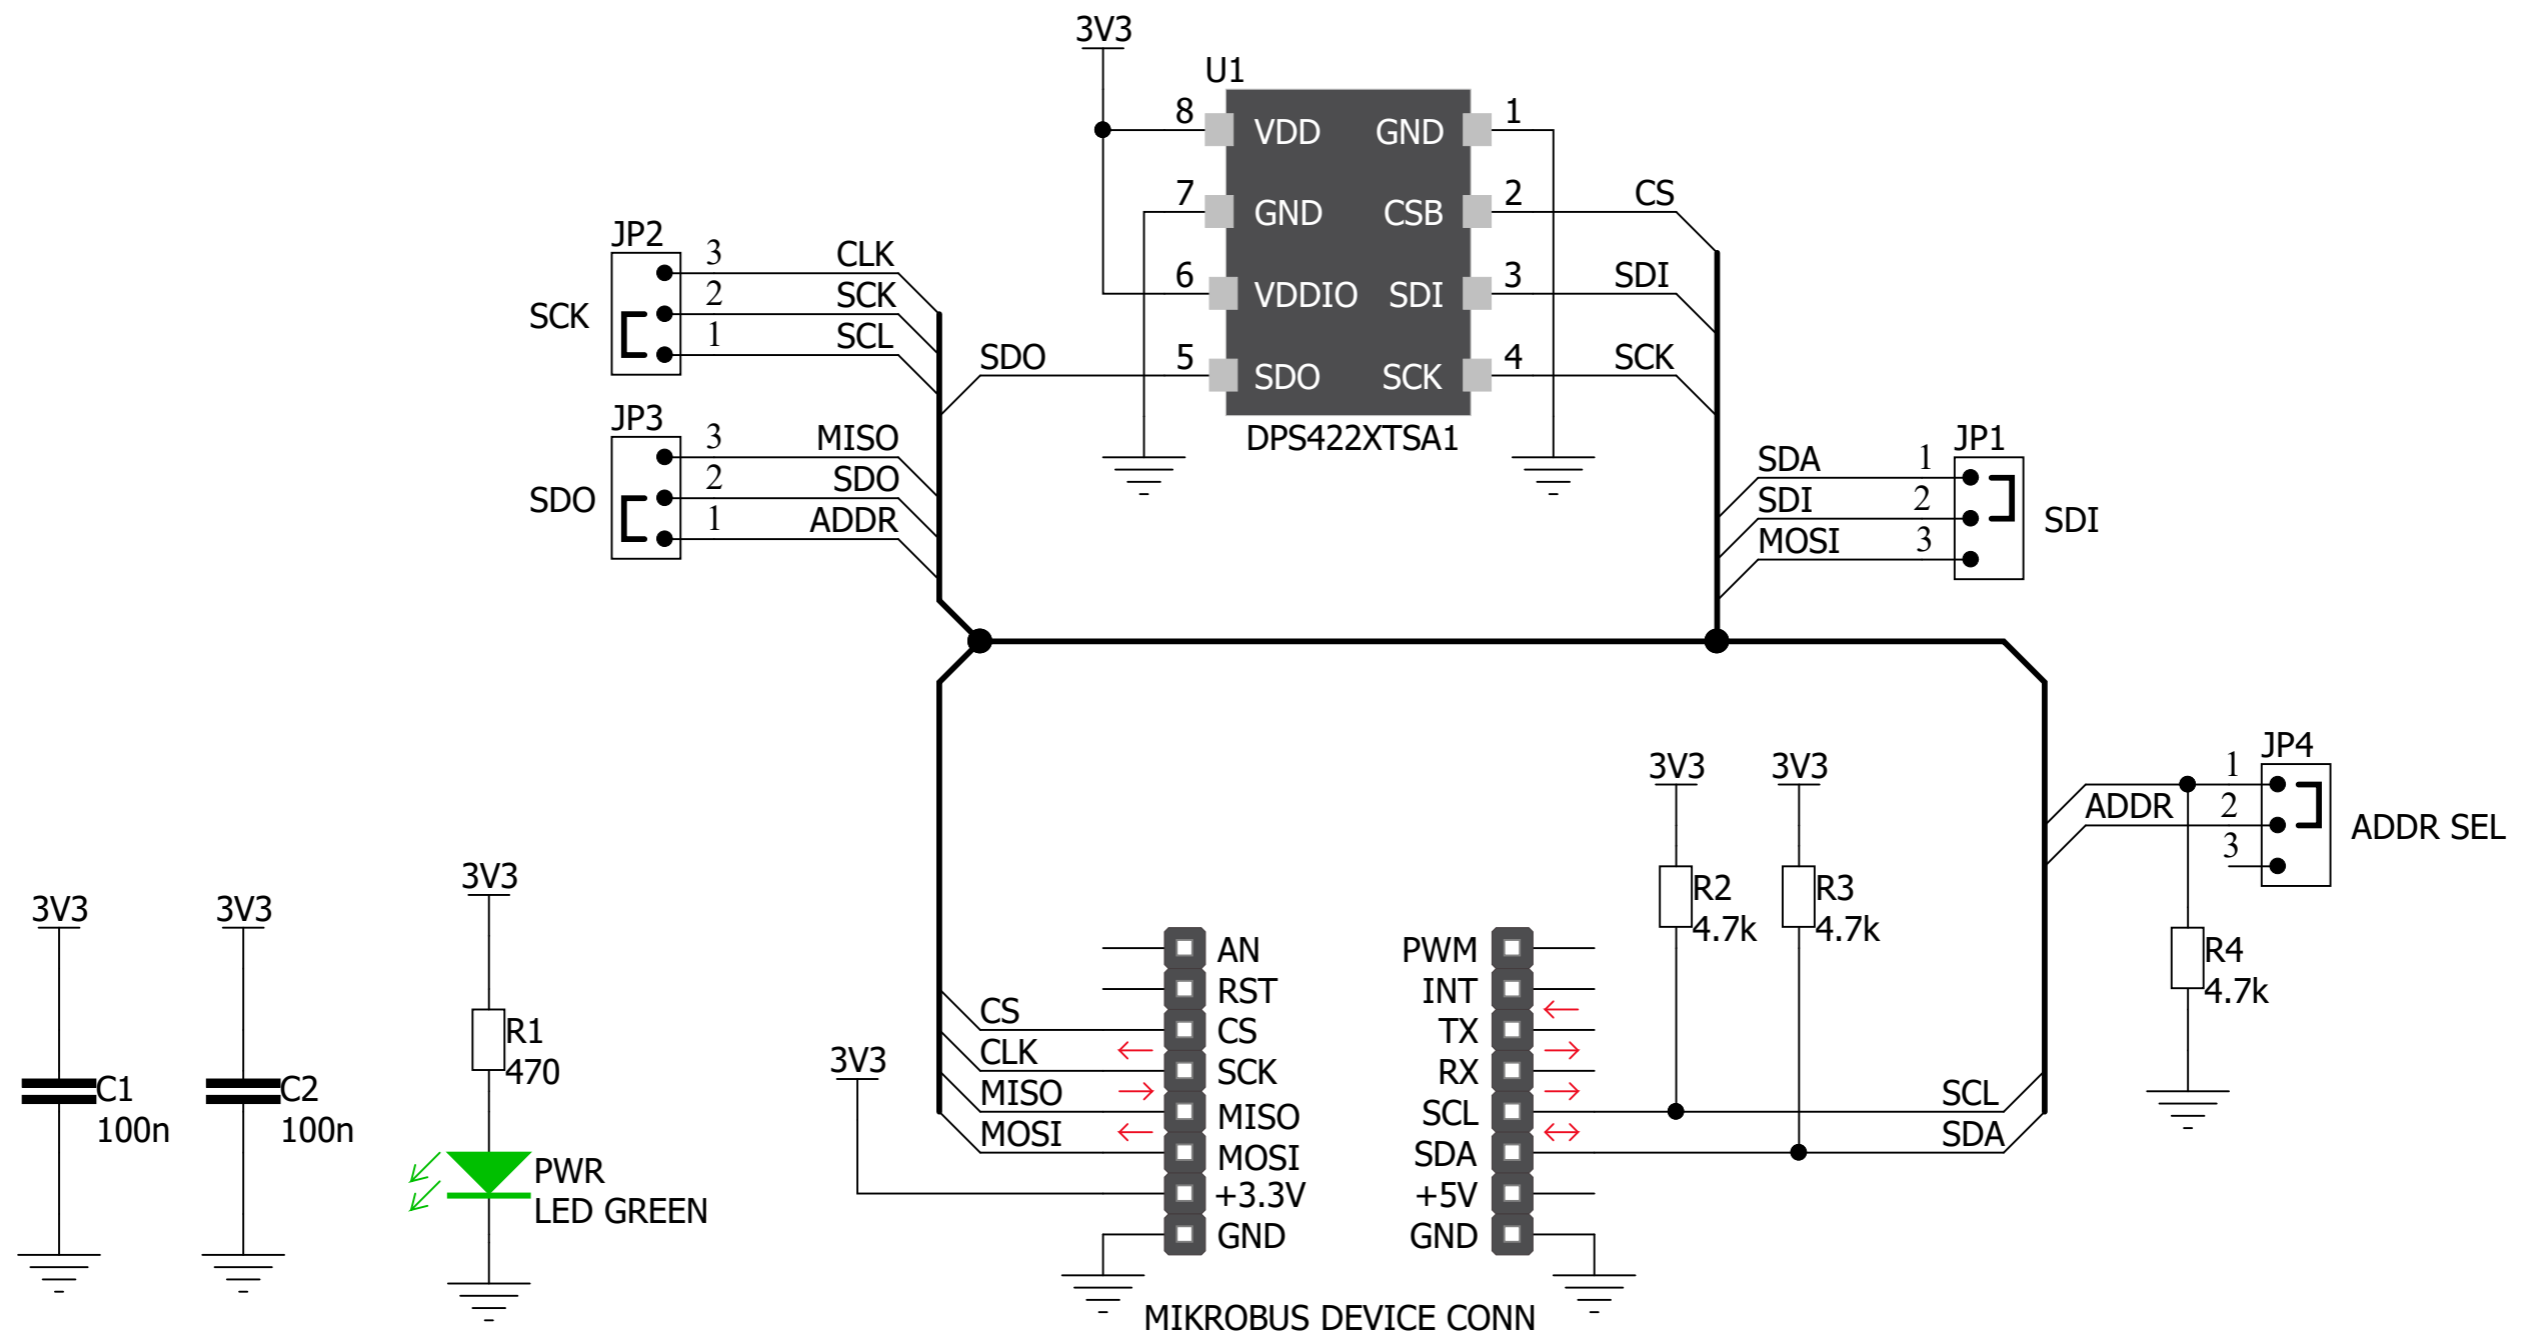 3V3
U1
8 VDD GND 1
7 GND CSB 2 CS
6 VDDIO SDI 3 SDI
SDO 5 SDO SCK 4 SCK
DPS422XTSA1
JP2
3 CLK
2 SCK
1 SCL
SCK
JP3
3 MISO
2 SDO
1 ADDR
SDO
JP1
SDA 1
SDI 2
MOSI 3
SDI
JP4
1
ADDR 2
3
ADDR SEL
R4
4.7k
3V3
R2
4.7k
3V3
R3
4.7k
3V3
C1
100n
3V3
C2
100n
3V3
R1
470
PWR
LED GREEN
3V3
AN PWM
RST INT
CS CS TX
CLK SCK RX
MISO MISO SCL SCL
MOSI MOSI SDA SDA
+3.3V +5V
GND GND
MIKROBUS DEVICE CONN